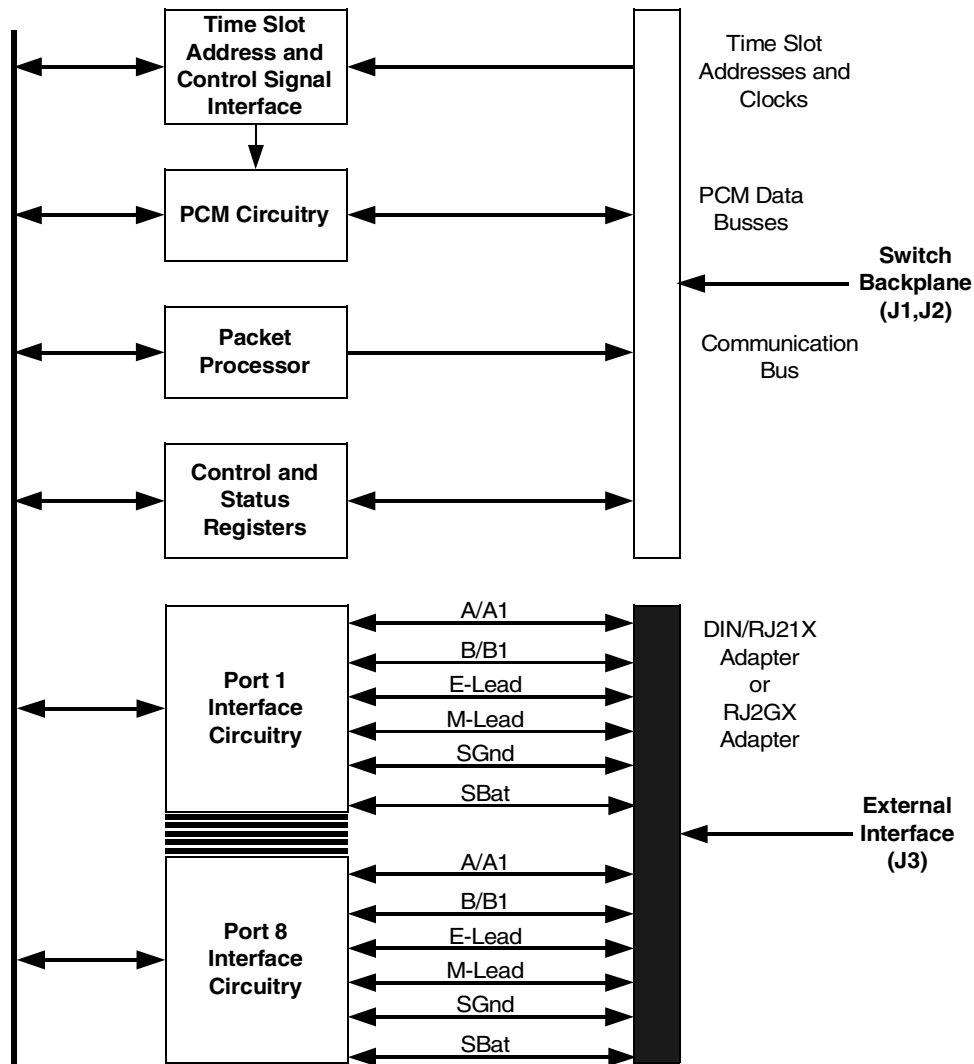 Time Slot
Address and
Control Signal
Interface
Time Slot
Addresses and
Clocks
PCM Circuitry
PCM Data
Busses
Switch
Backplane
(J1,J2)
Packet
Processor
Communication
Bus
Control and
Status
Registers
Port 1
Interface
Circuitry
A/A1
B/B1
E-Lead
M-Lead
SGnd
SBat
DIN/RJ21X
Adapter
or
RJ2GX
Adapter
External
Interface
(J3)
Port 8
Interface
Circuitry
A/A1
B/B1
E-Lead
M-Lead
SGnd
SBat